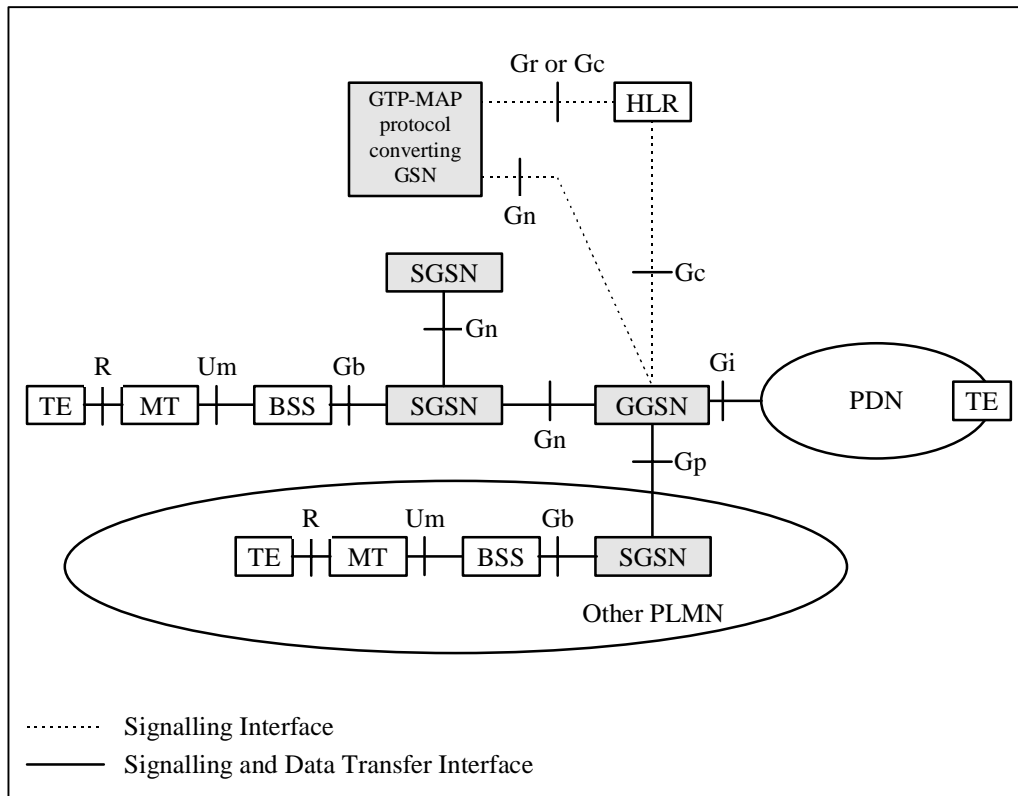 Gr or Gc
GTP-MAP
protocol
converting
GSN
HLR
Gn
SGSN
Gc
Gn
R
Um
Gb
Gi
TE
MT
BSS
SGSN
GGSN
PDN
TE
Gn
Gp
R
Um
Gb
TE
MT
BSS
SGSN
Other PLMN
Signalling Interface
Signalling and Data Transfer Interface